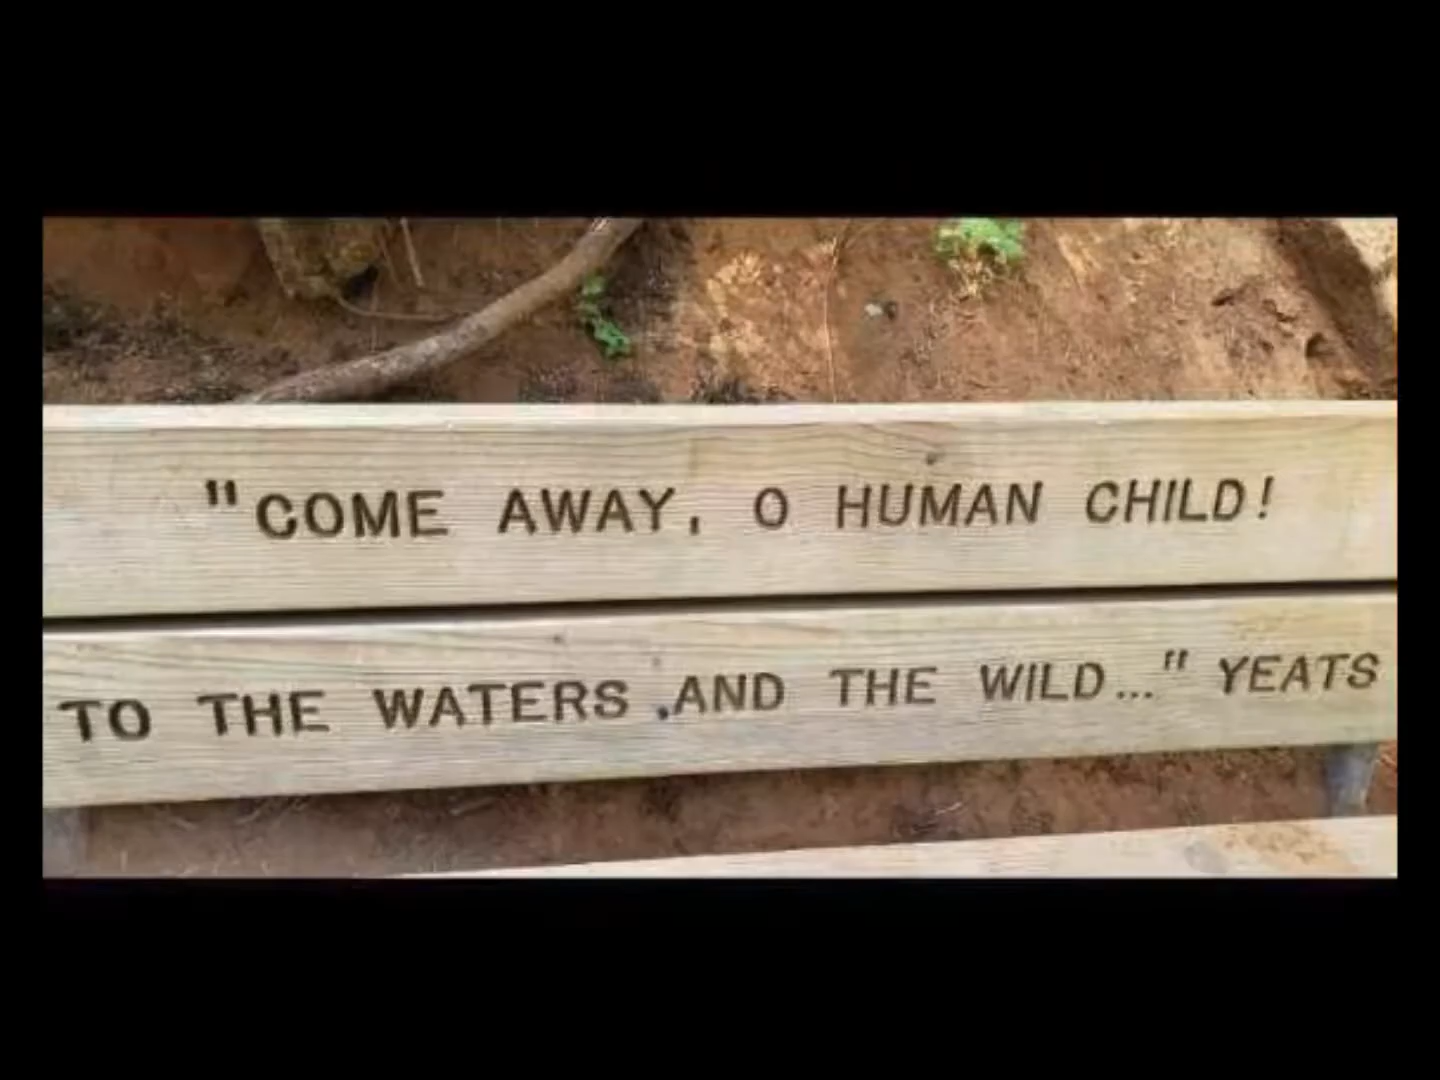 "COME AWAY, O HUMAN CHILD!
TO THE WATERS ,AND THE WILD..." YEATS